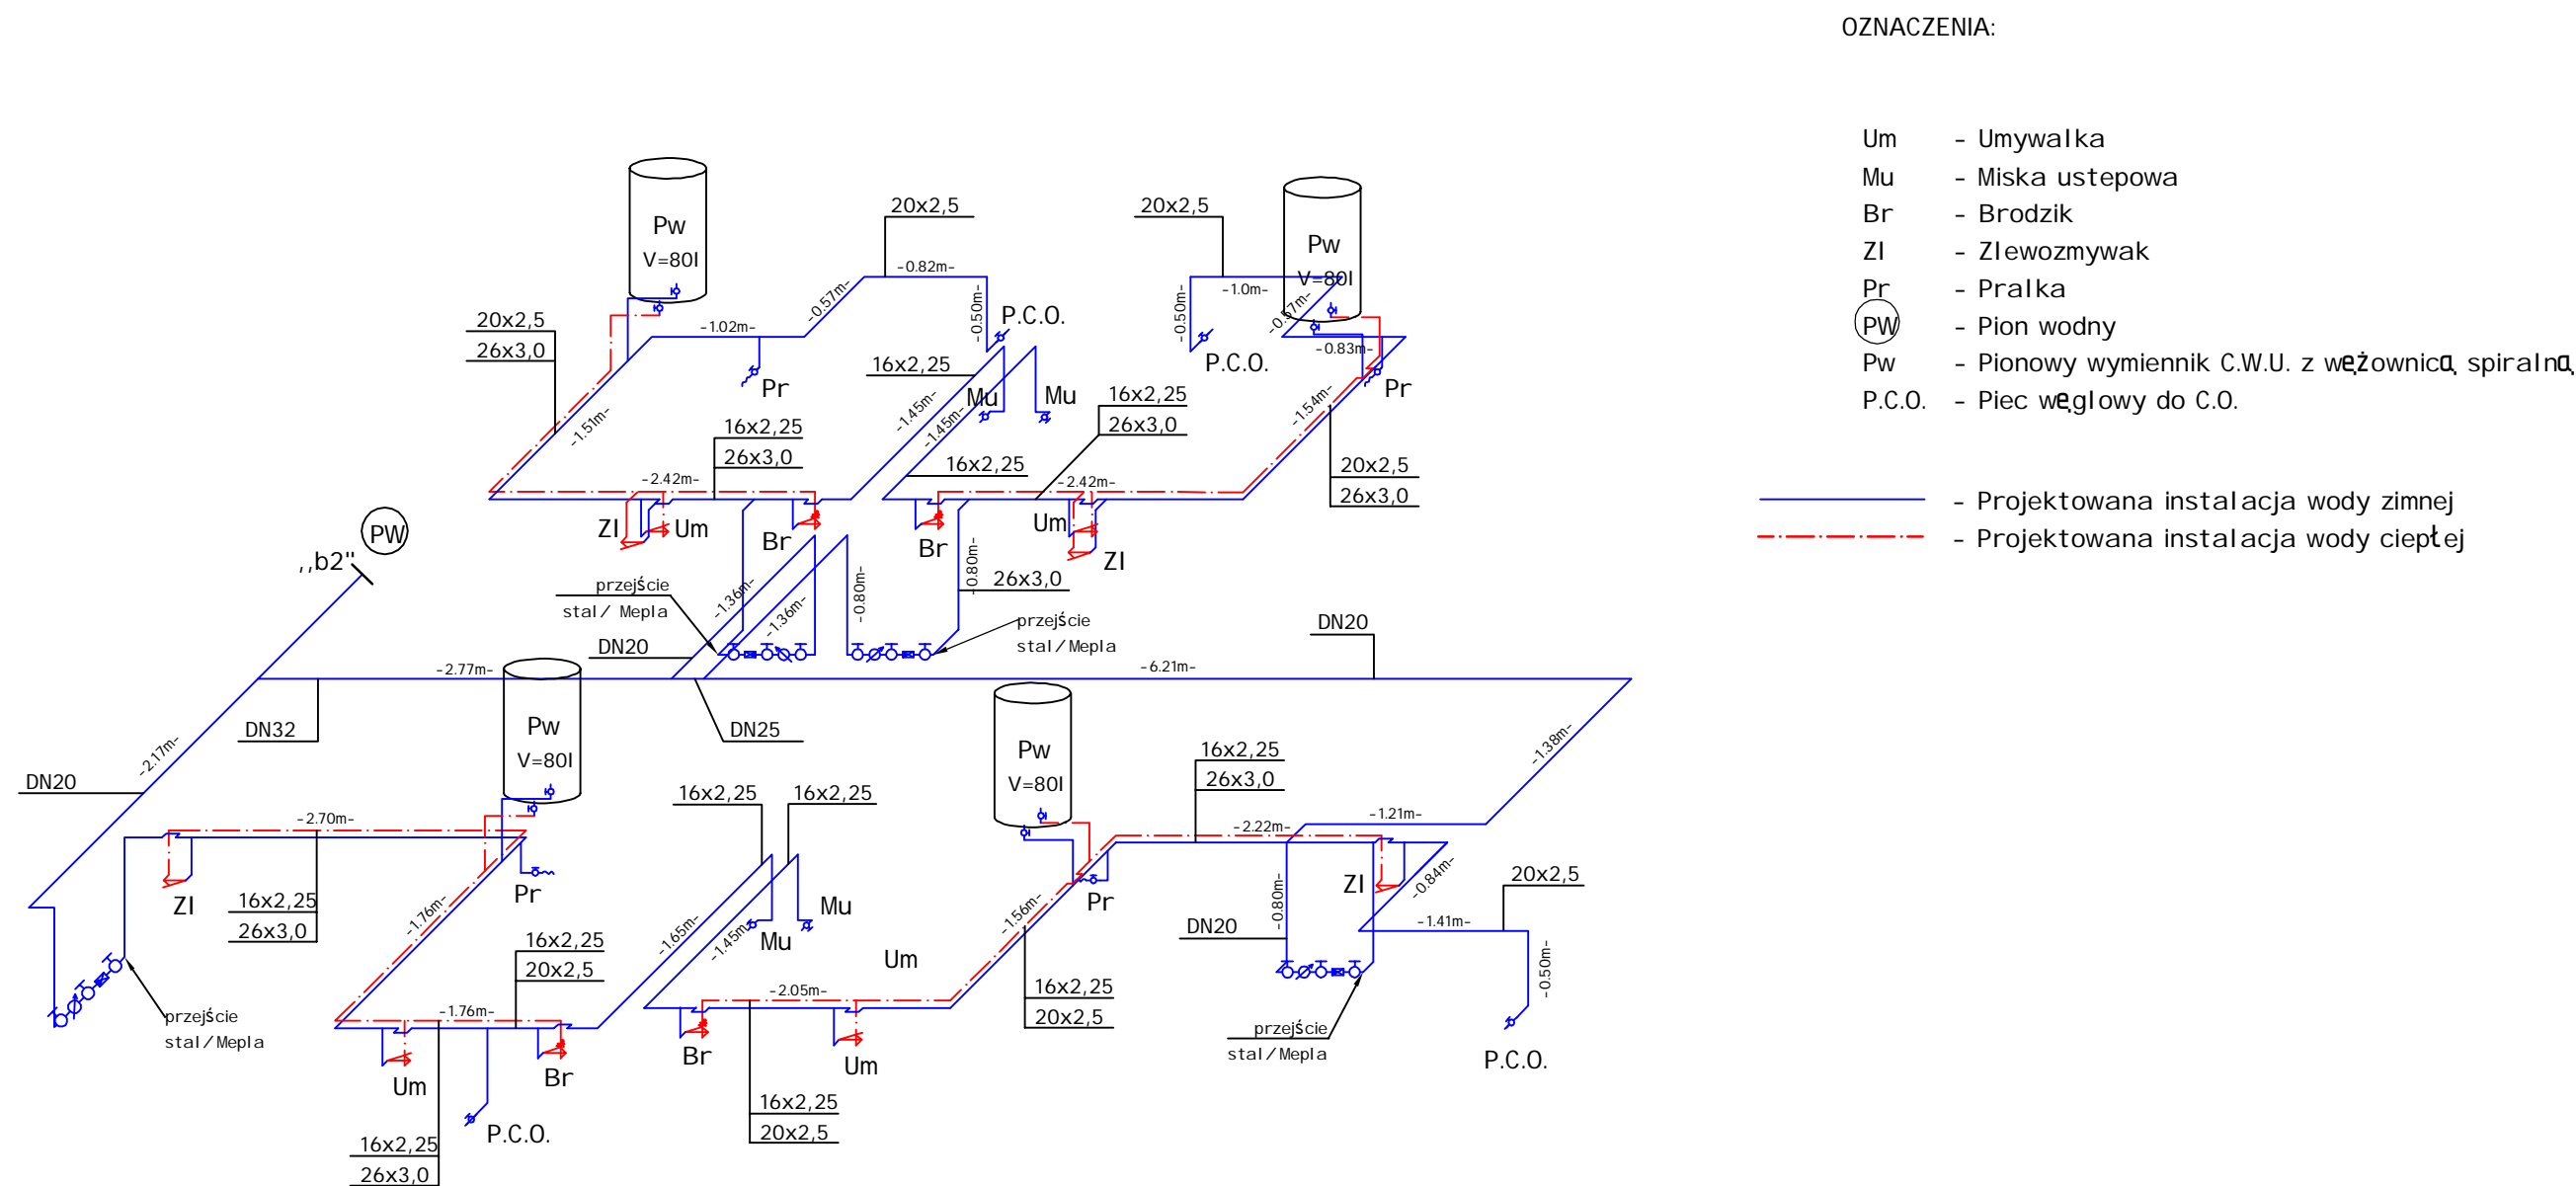 OZNACZENIA:
Um - Umywalka
Mu - Miska ustepowa
Br - Brodzik
Zl - Zlewozmywak
Pr - Pralka
PW - Pion wodny
Pw - Pionowy wymiennik C.W.U. z wężownicą spiralną
P.C.O. - Piec węglowy do C.O.
- Projektowana instalacja wody zimnej
- Projektowana instalacja wody ciepłej
Pw
V=80l
20x2,5
20x2,5
Pw
V=80l
-0.82m-
-0.57m-
-0.50m-
P.C.O.
-1.0m-
-0.50m-
-0.57m-
P.C.O.
20x2,5
26x3,0
-1.02m-
Pr
16x2,25
-0.83m-
Pr
-1.51m-
-1.45m-
-1.45m-
Mu
Mu
16x2,25
26x3,0
-1.54m-
16x2,25
26x3,0
16x2,25
20x2,5
26x3,0
-2.42m-
-2.42m-
Zl
Um
Br
Br
Um
Zl
PW
,,b2"
przejście
stal/Mepla
-1.36m-
-1.36m-
-0.80m-
-0.80m-
26x3,0
przejście
stal/Mepla
DN20
DN20
-2.77m-
-6.21m-
DN32
DN25
Pw
V=80l
Pw
V=80l
-2.17m-
DN20
-1.38m-
16x2,25
26x3,0
16x2,25
16x2,25
-2.70m-
-2.22m-
-1.21m-
Zl
16x2,25
26x3,0
Pr
-1.76m-
-1.65m-
-1.45m-
Mu
Mu
Um
-1.56m-
Pr
Zl
-0.84m-
20x2,5
-0.80m-
DN20
-1.41m-
-0.50m-
16x2,25
20x2,5
16x2,25
20x2,5
przejście
stal/Mepla
-1.76m-
-2.05m-
przejście
stal/Mepla
Um
Br
Br
Um
P.C.O.
P.C.O.
16x2,25
20x2,5
16x2,25
26x3,0